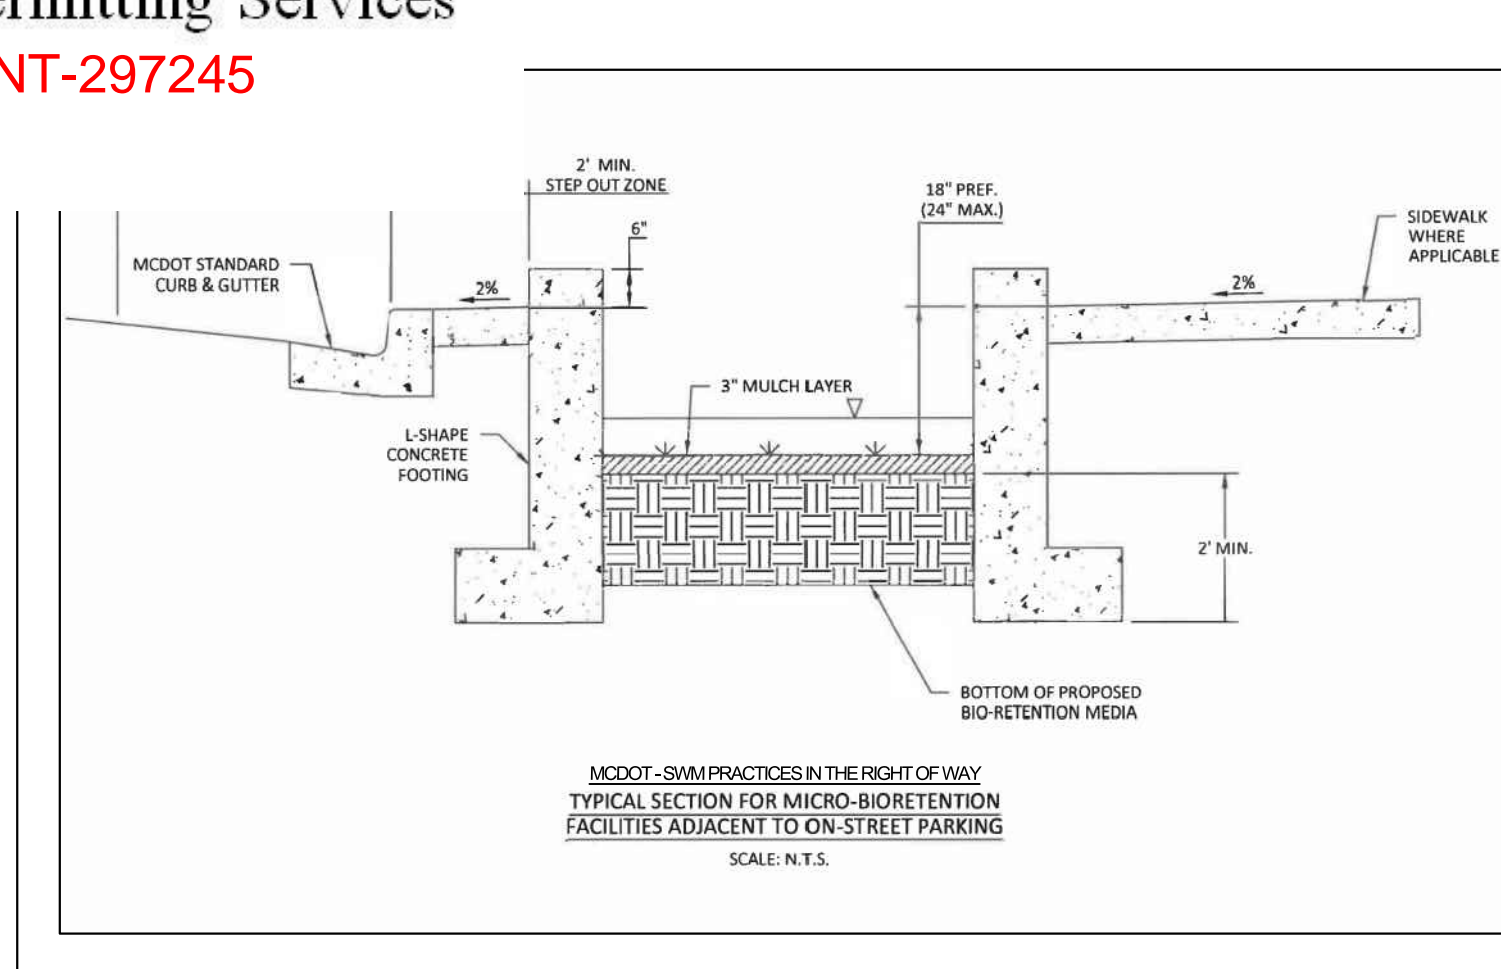 ermitting Services
NT-297245
2' MIN.
STEP OUT ZONE
6"
18" PREF.
(24" MAX.)
SIDEWALK
WHERE
APPLICABLE
MCDOT STANDARD
CURB & GUTTER
2%
2%
3" MULCH LAYER
L-SHAPE
CONCRETE
FOOTING
2' MIN.
BOTTOM OF PROPOSED
BIO-RETENTION MEDIA
MCDOT - SWM PRACTICES IN THE RIGHT OF WAY
TYPICAL SECTION FOR MICRO-BIORETENTION
FACILITIES ADJACENT TO ON-STREET PARKING
SCALE: N.T.S.